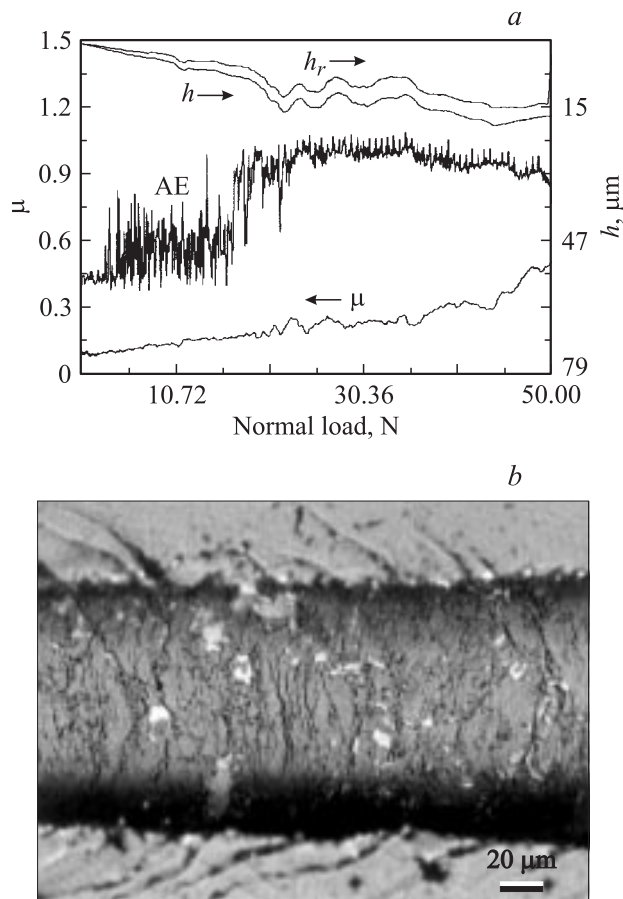 a
1.5
1.2
0.9
0.6
0.3
0
μ
h_r
h
AE
μ
15
47
79
h, μm
10.72 30.36 50.00
Normal load, N
b
20 μm